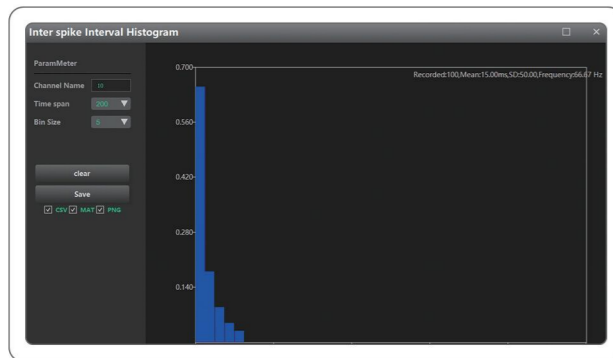 Inter spike Interval Histogram
ParamMeter
Channel Name 10
Time span 200
Bin Size 5
clear
Save
CSV MAT PNG
0.700
Recorded:100,Mean:15.00ms,SD:50.00,Frequency:66.67 Hz
0.560
0.420
0.280
0.140